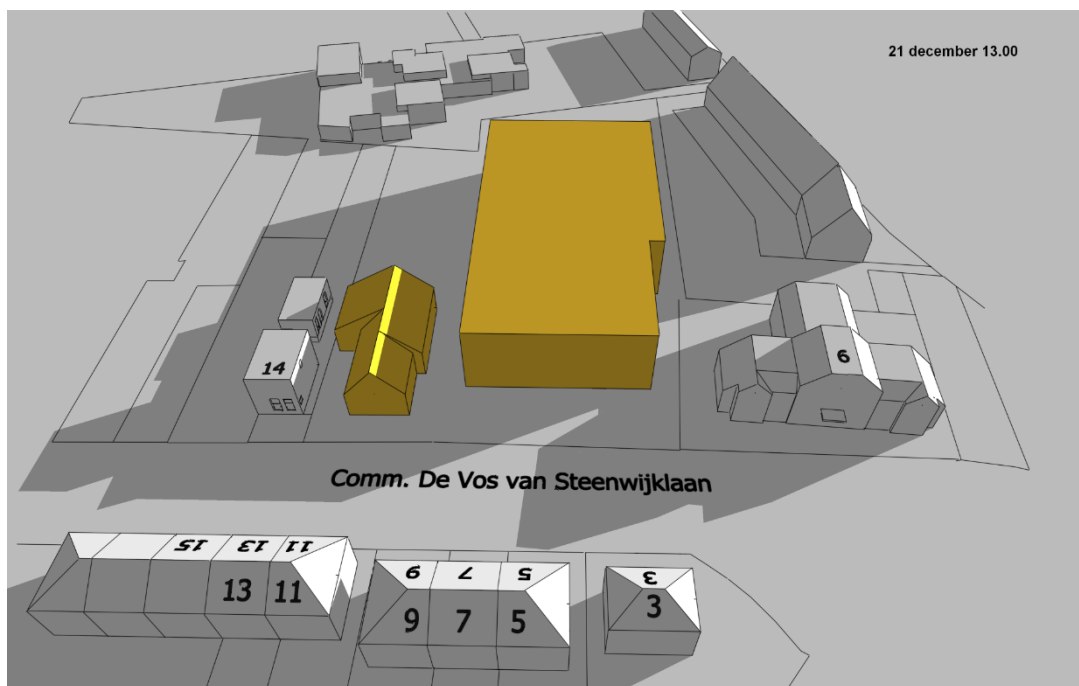 21 december 13.00
6
14
Comm. De Vos van Steenwijklaan
15 13 11
13 11
9 7 5
9 7 5
3
3